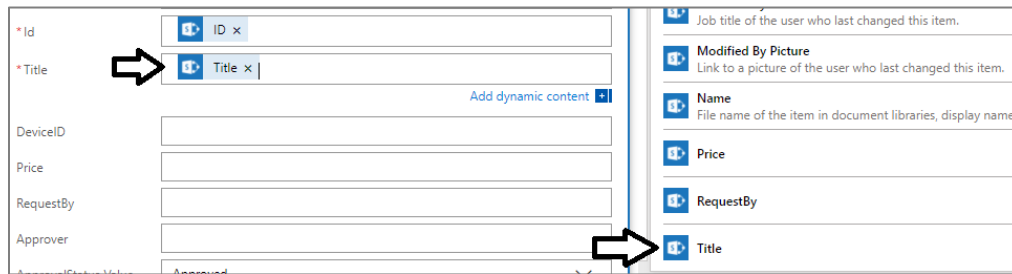 *Id
ID ×
*Title
Title ×
Add dynamic content
DeviceID
Price
RequestBy
Approver
ApprovalStatus Value
Approved
Job title of the user who last changed this item.
Modified By Picture
Link to a picture of the user who last changed this item.
Name
File name of the item in document libraries, display name
Price
RequestBy
Title